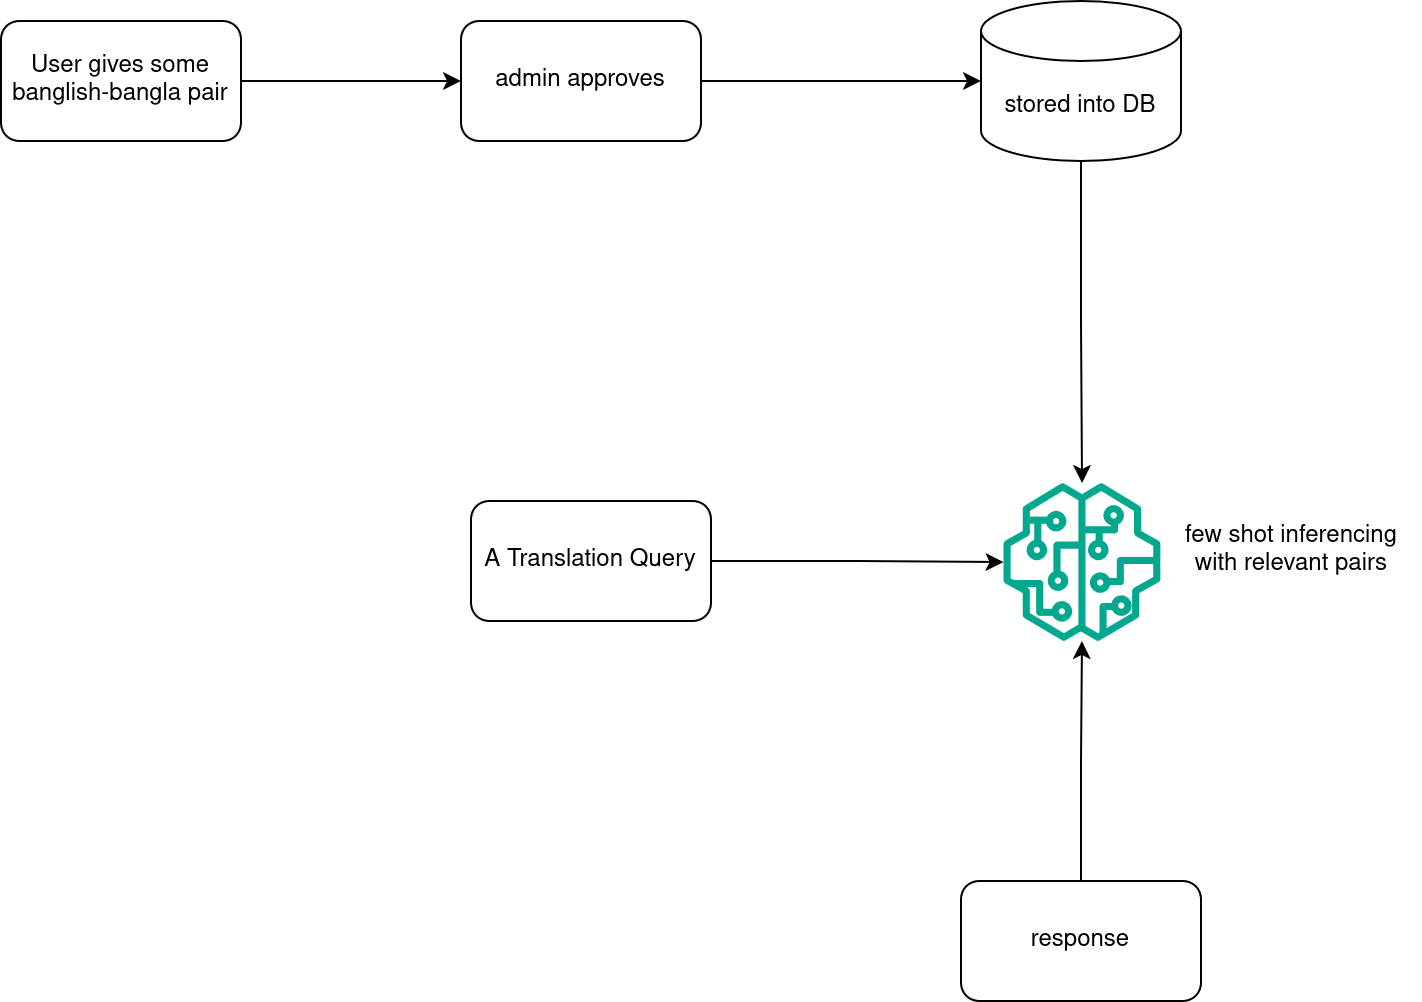 User gives some
banglish-bangla pair
admin approves
stored into DB
A Translation Query
few shot inferencing
with relevant pairs
response